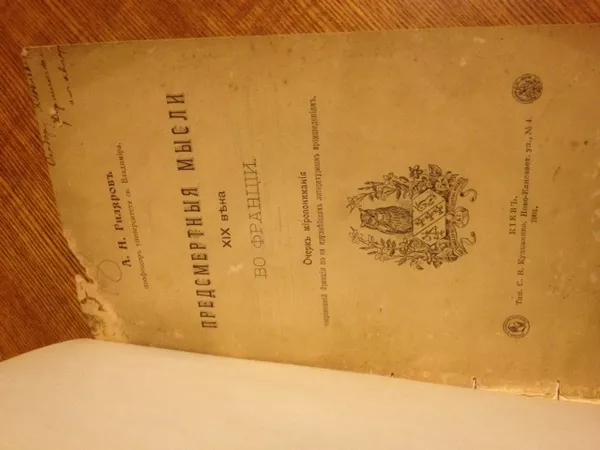 А. Н. Гиляровъ,
профессоръ университета св. Владиміра.
ПРЕДСМЕРТНЫЯ МЫСЛИ
XIX ВѢКА
ВО ФРАНЦІИ.
Очеркъ міропониманія
современной Франціи по ея крупнѣйшимъ литературнымъ произведеніямъ.
КІЕВЪ.
Тип. С. В. Кульженко, Ново-Елисавет. ул., № 4.
1901.